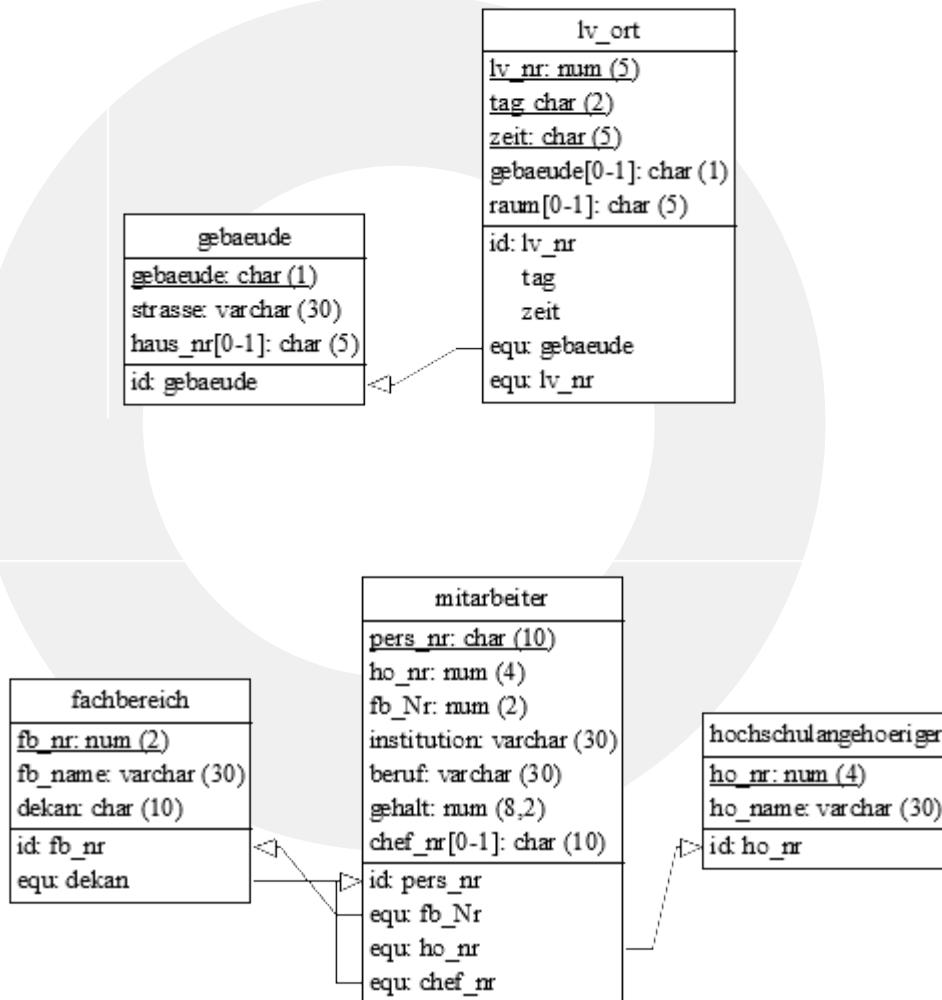 lv_ort
lv_nr: num (5)
tag char (2)
zeit: char (5)
gebaeude[0-1]: char (1)
raum[0-1]: char (5)
id: lv_nr
tag
zeit
equ: gebaeude
equ: lv_nr
gebaeude
gebaeude: char (1)
strasse: varchar (30)
haus_nr[0-1]: char (5)
id: gebaeude
mitarbeiter
pers_nr: char (10)
ho_nr: num (4)
fb_Nr: num (2)
institution: varchar (30)
beruf: varchar (30)
gehalt: num (8,2)
chef_nr[0-1]: char (10)
id: pers_nr
equ: fb_Nr
equ: ho_nr
equ: chef_nr
fachbereich
fb_nr: num (2)
fb_name: varchar (30)
dekan: char (10)
id: fb_nr
equ: dekan
hochschulangehoeriger
ho_nr: num (4)
ho_name: varchar (30)
id: ho_nr